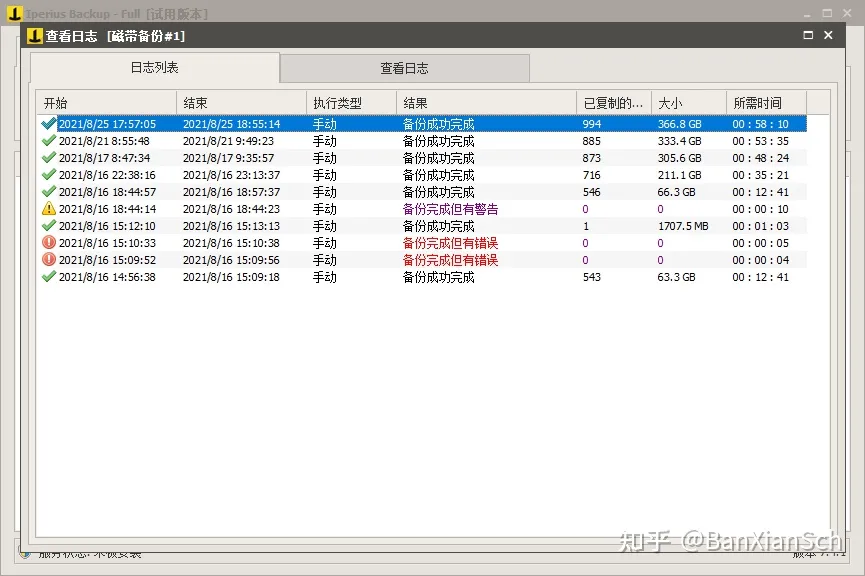 Iperius Backup - Full [试用版本]
查看日志 [磁带备份#1]
日志列表 查看日志
开始 结束 执行类型 结果 已复制的... 大小 所需时间
2021/8/25 17:57:05 2021/8/25 18:55:14 手动 备份成功完成 994 366.8 GB 00 : 58 : 10
2021/8/21 8:55:48 2021/8/21 9:49:23 手动 备份成功完成 885 333.4 GB 00 : 53 : 35
2021/8/17 8:47:34 2021/8/17 9:35:57 手动 备份成功完成 873 305.6 GB 00 : 48 : 24
2021/8/16 22:38:16 2021/8/16 23:13:37 手动 备份成功完成 716 211.1 GB 00 : 35 : 21
2021/8/16 18:44:57 2021/8/16 18:57:37 手动 备份成功完成 546 66.3 GB 00 : 12 : 41
2021/8/16 18:44:14 2021/8/16 18:44:23 手动 备份完成但有警告 0 0 00 : 00 : 10
2021/8/16 15:12:10 2021/8/16 15:13:13 手动 备份成功完成 1 1707.5 MB 00 : 01 : 03
2021/8/16 15:10:33 2021/8/16 15:10:38 手动 备份完成但有错误 0 0 00 : 00 : 05
2021/8/16 15:09:52 2021/8/16 15:09:56 手动 备份完成但有错误 0 0 00 : 00 : 04
2021/8/16 14:56:38 2021/8/16 15:09:18 手动 备份成功完成 543 63.3 GB 00 : 12 : 41
知乎 @BanXianSch
服务状态: 未被安装